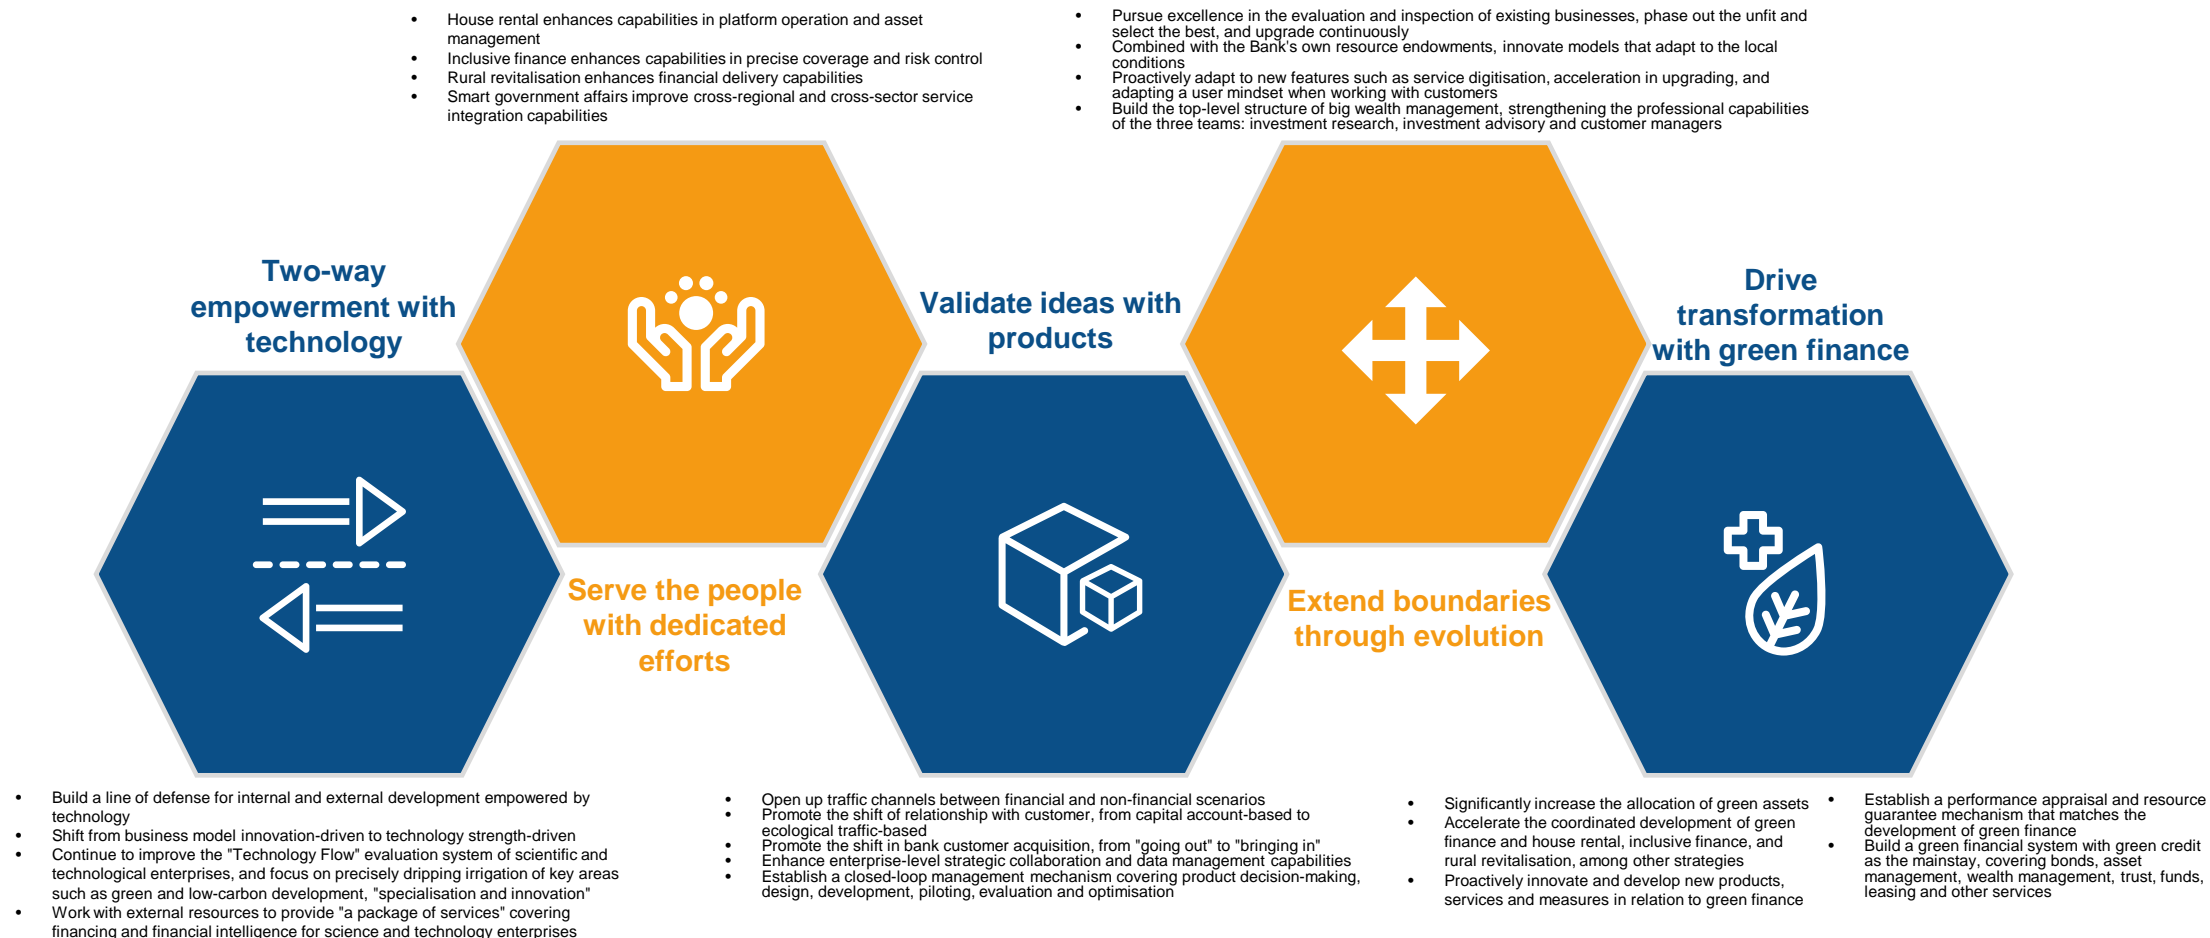 • House rental enhances capabilities in platform operation and asset
management
• Inclusive finance enhances capabilities in precise coverage and risk control
• Rural revitalisation enhances financial delivery capabilities
• Smart government affairs improve cross-regional and cross-sector service
integration capabilities
• Pursue excellence in the evaluation and inspection of existing businesses, phase out the unfit and
select the best, and upgrade continuously
• Combined with the Bank's own resource endowments, innovate models that adapt to the local
conditions
• Proactively adapt to new features such as service digitisation, acceleration in upgrading, and
adapting a user mindset when working with customers
• Build the top-level structure of big wealth management, strengthening the professional capabilities
of the three teams: investment research, investment advisory and customer managers
Two-way
empowerment with
technology
Serve the people
with dedicated
efforts
Validate ideas with
products
Extend boundaries
through evolution
Drive
transformation
with green finance
• Build a line of defense for internal and external development empowered by
technology
• Shift from business model innovation-driven to technology strength-driven
• Continue to improve the "Technology Flow" evaluation system of scientific and
technological enterprises, and focus on precisely dripping irrigation of key areas
such as green and low-carbon development, "specialisation and innovation"
• Work with external resources to provide "a package of services" covering
financing and financial intelligence for science and technology enterprises
• Open up traffic channels between financial and non-financial scenarios
• Promote the shift of relationship with customer, from capital account-based to
ecological traffic-based
• Promote the shift in bank customer acquisition, from "going out" to "bringing in"
• Enhance enterprise-level strategic collaboration and data management capabilities
• Establish a closed-loop management mechanism covering product decision-making,
design, development, piloting, evaluation and optimisation
• Significantly increase the allocation of green assets
• Accelerate the coordinated development of green
finance and house rental, inclusive finance, and
rural revitalisation, among other strategies
• Proactively innovate and develop new products,
services and measures in relation to green finance
• Establish a performance appraisal and resource
guarantee mechanism that matches the
development of green finance
• Build a green financial system with green credit
as the mainstay, covering bonds, asset
management, wealth management, trust, funds,
leasing and other services